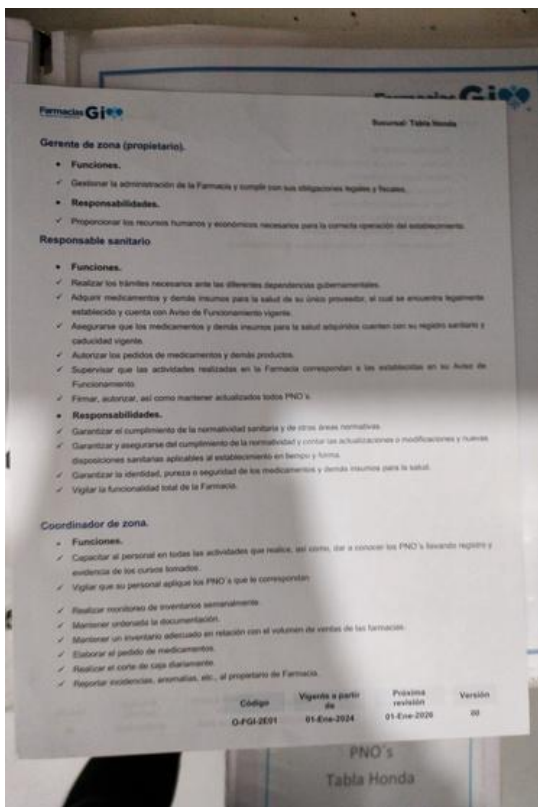 Farmacias Gi
Farmacias Gi
Sucursal: Tabla Honda
Gerente de zona (propietario).
• Funciones.
✓ Gestionar la administración de la Farmacia y cumplir con sus obligaciones legales y fiscales.
• Responsabilidades.
✓ Proporcionar los recursos humanos y económicos necesarios para la correcta operación del establecimiento.
Responsable sanitario
• Funciones.
✓ Realizar los trámites necesarios ante las diferentes dependencias gubernamentales.
✓ Adquirir medicamentos y demás insumos para la salud de su único proveedor, el cual se encuentra legalmente
establecido y cuenta con Aviso de Funcionamiento vigente.
✓ Asegurarse que los medicamentos y demás insumos para la salud adquiridos cuenten con su registro sanitario y
caducidad vigente.
✓ Autorizar los pedidos de medicamentos y demás productos.
✓ Supervisar que las actividades realizadas en la Farmacia correspondan a las establecidas en su Aviso de
Funcionamiento.
✓ Firmar, autorizar, así como mantener actualizados todos PNO´s.
• Responsabilidades.
✓ Garantizar el cumplimiento de la normatividad sanitaria y de otras áreas normativas.
✓ Garantizar y asegurarse del cumplimiento de la normatividad y contar las actualizaciones o modificaciones y nuevas
disposiciones sanitarias aplicables al establecimiento en tiempo y forma.
✓ Garantizar la identidad, pureza o seguridad de los medicamentos y demás insumos para la salud.
✓ Vigilar la funcionalidad total de la Farmacia.
Coordinador de zona.
• Funciones.
✓ Capacitar al personal en todas las actividades que realice, así como, dar a conocer los PNO´s llevando registro y
evidencia de los cursos tomados.
✓ Vigilar que su personal aplique los PNO´s que le correspondan
✓ Realizar monitoreo de inventarios semanalmente.
✓ Mantener ordenada la documentación.
✓ Mantener un inventario adecuado en relación con el volumen de ventas de las farmacias.
✓ Elaborar el pedido de medicamentos.
✓ Realizar el corte de caja diariamente.
✓ Reportar incidencias, anomalías, etc., al propietario de Farmacia.
Código Vigente a partir de Próxima revisión Versión
O-FGI-2E01 01-Ene-2024 01-Ene-2026 00
PNO´s
Tabla Honda